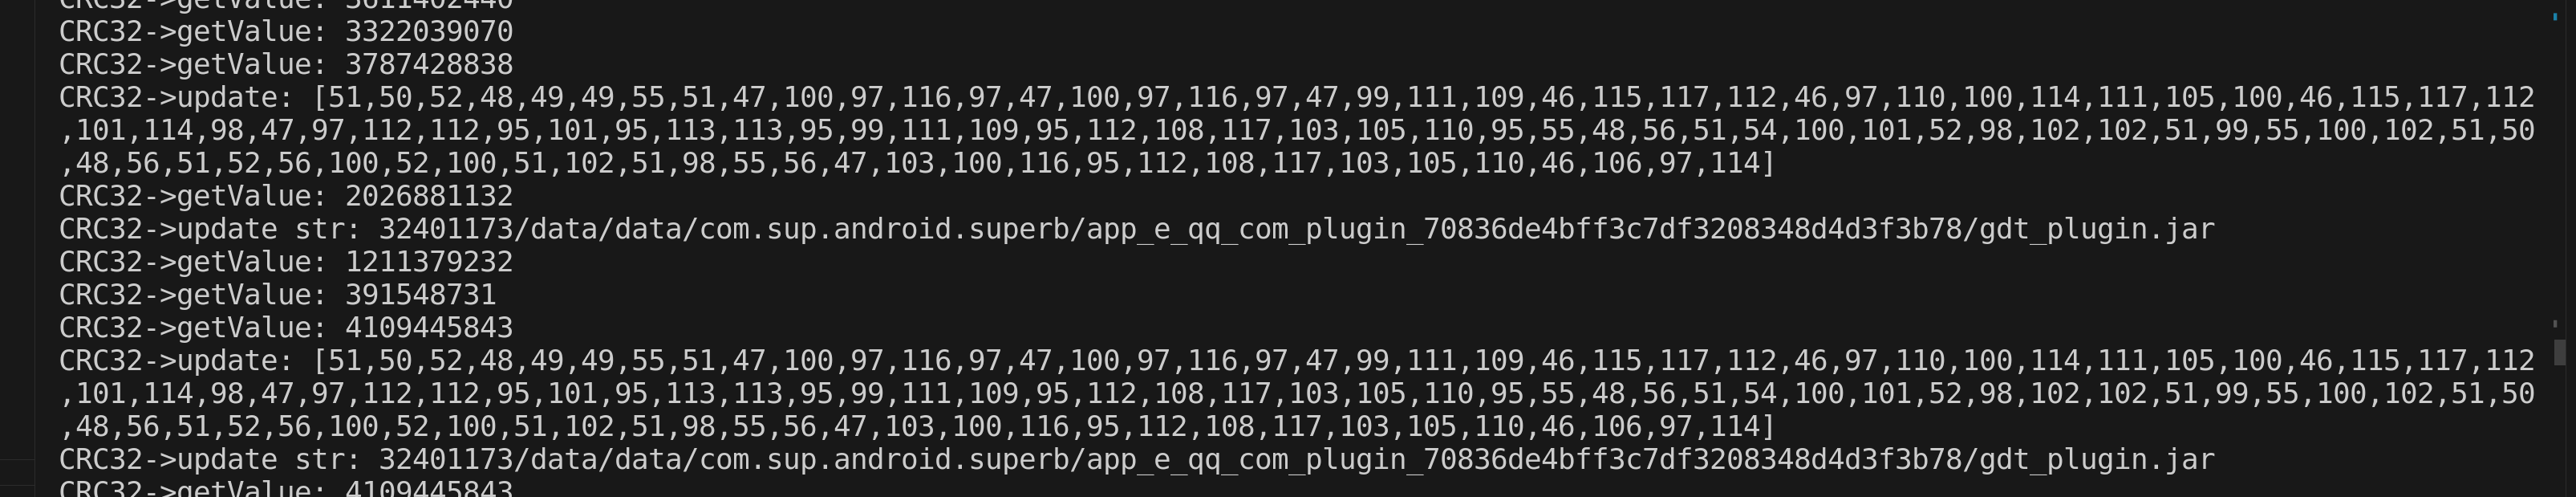 CRC32->getValue: 3611402440
CRC32->getValue: 3322039070
CRC32->getValue: 3787428838
CRC32->update: [51,50,52,48,49,49,55,51,47,100,97,116,97,47,100,97,116,97,47,99,111,109,46,115,117,112,46,97,110,100,114,111,105,100,46,115,117,112
,101,114,98,47,97,112,112,95,101,95,113,113,95,99,111,109,95,112,108,117,103,105,110,95,55,48,56,51,54,100,101,52,98,102,102,51,99,55,100,102,51,50
,48,56,51,52,56,100,52,100,51,102,51,98,55,56,47,103,100,116,95,112,108,117,103,105,110,46,106,97,114]
CRC32->getValue: 2026881132
CRC32->update str: 32401173/data/data/com.sup.android.superb/app_e_qq_com_plugin_70836de4bff3c7df3208348d4d3f3b78/gdt_plugin.jar
CRC32->getValue: 1211379232
CRC32->getValue: 391548731
CRC32->getValue: 4109445843
CRC32->update: [51,50,52,48,49,49,55,51,47,100,97,116,97,47,100,97,116,97,47,99,111,109,46,115,117,112,46,97,110,100,114,111,105,100,46,115,117,112
,101,114,98,47,97,112,112,95,101,95,113,113,95,99,111,109,95,112,108,117,103,105,110,95,55,48,56,51,54,100,101,52,98,102,102,51,99,55,100,102,51,50
,48,56,51,52,56,100,52,100,51,102,51,98,55,56,47,103,100,116,95,112,108,117,103,105,110,46,106,97,114]
CRC32->update str: 32401173/data/data/com.sup.android.superb/app_e_qq_com_plugin_70836de4bff3c7df3208348d4d3f3b78/gdt_plugin.jar
CRC32->getValue: 4109445843